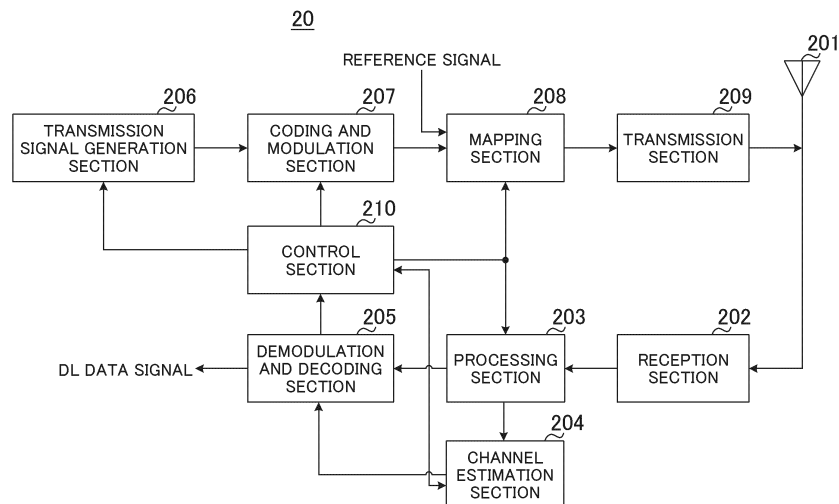 20
REFERENCE SIGNAL
201
206
TRANSMISSION
SIGNAL GENERATION
SECTION
207
CODING AND
MODULATION
SECTION
208
MAPPING
SECTION
209
TRANSMISSION
SECTION
210
CONTROL
SECTION
205
DEMODULATION
AND DECODING
SECTION
203
PROCESSING
SECTION
202
RECEPTION
SECTION
DL DATA SIGNAL
204
CHANNEL
ESTIMATION
SECTION